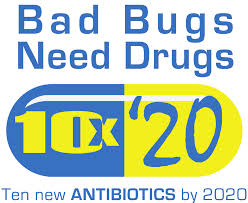 Bad Bugs
Need Drugs
10x '20
Ten new ANTIBIOTICS by 2020